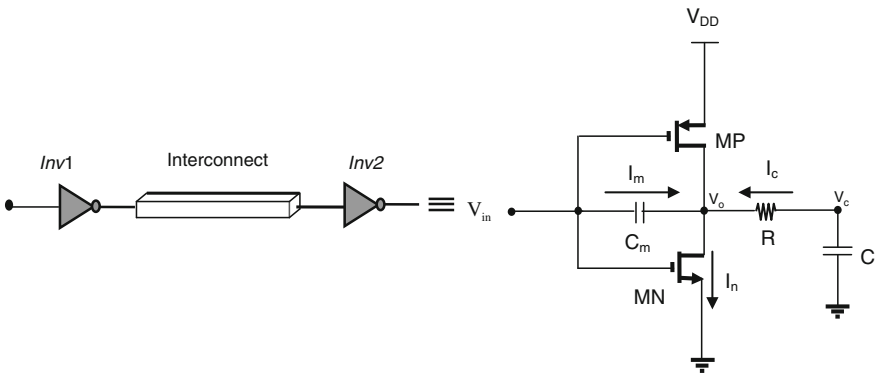 Inv1
Interconnect
Inv2
V_in
V_DD
MP
I_m
C_m
V_o
I_c
R
V_c
C
MN
I_n